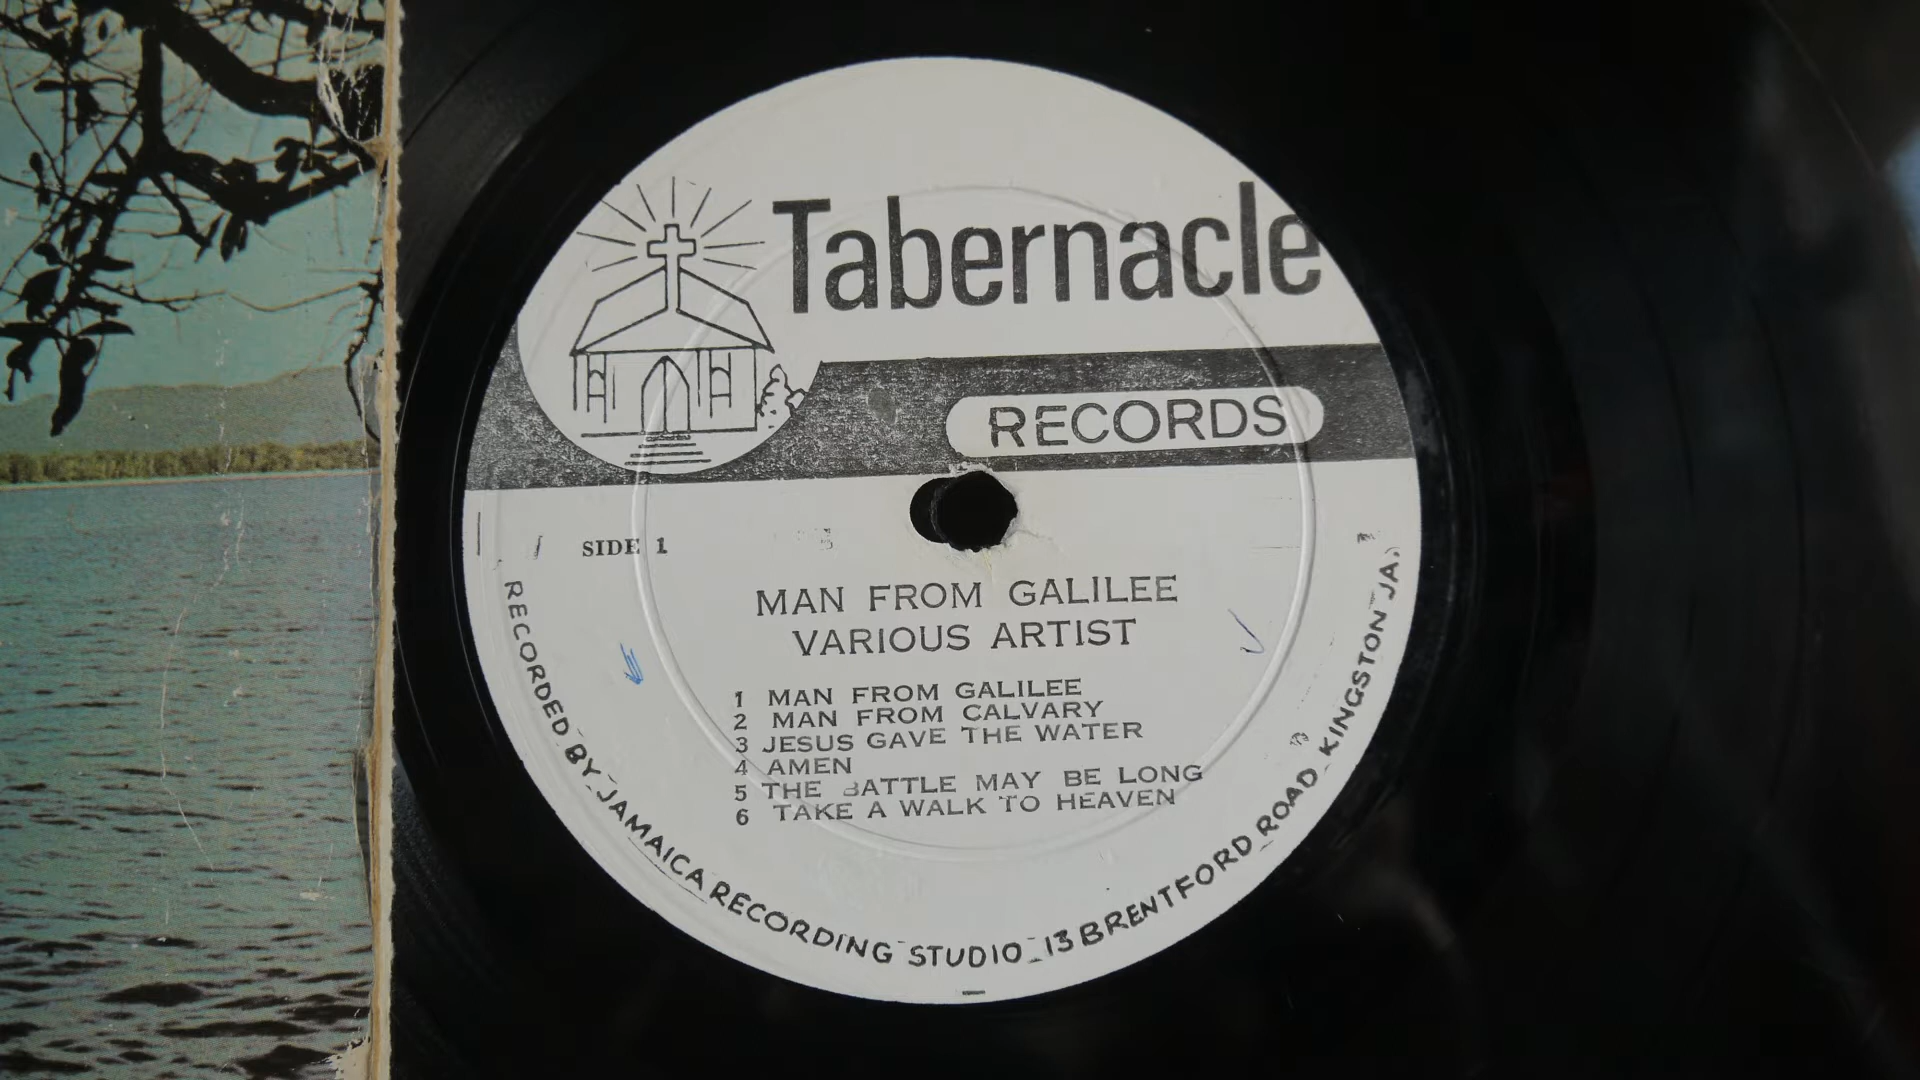 Tabernacle
RECORDS
SIDE 1
MAN FROM GALILEE
VARIOUS ARTIST
1 MAN FROM GALILEE
2 MAN FROM CALVARY
3 JESUS GAVE THE WATER
4 AMEN
5 THE BATTLE MAY BE LONG
6 TAKE A WALK TO HEAVEN
RECORDED BY JAMAICA RECORDING STUDIO 13 BRENTFORD ROAD KINGSTON JA,